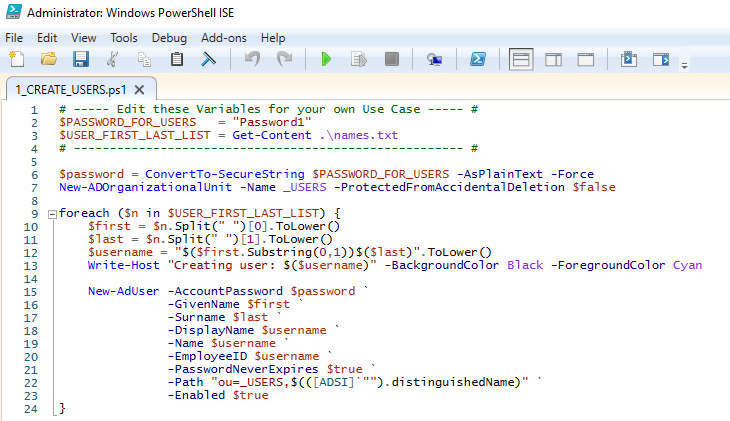 Administrator: Windows PowerShell ISE
File Edit View Tools Debug Add-ons Help
1_CREATE_USERS.ps1
1 # ----- Edit these Variables for your own Use Case ----- #
2 $PASSWORD_FOR_USERS   = "Password1"
3 $USER_FIRST_LAST_LIST = Get-Content .\names.txt
4 # ------------------------------------------------------ #
5
6 $password = ConvertTo-SecureString $PASSWORD_FOR_USERS -AsPlainText -Force
7 New-ADOrganizationalUnit -Name _USERS -ProtectedFromAccidentalDeletion $false
8
9 foreach ($n in $USER_FIRST_LAST_LIST) {
10     $first = $n.Split(" ")[0].ToLower()
11     $last = $n.Split(" ")[1].ToLower()
12     $username = "$($first.Substring(0,1))$($last)".ToLower()
13     Write-Host "Creating user: $($username)" -BackgroundColor Black -ForegroundColor Cyan
14
15     New-AdUser -AccountPassword $password `
16                -GivenName $first `
17                -Surname $last `
18                -DisplayName $username `
19                -Name $username `
20                -EmployeeID $username `
21                -PasswordNeverExpires $true `
22                -Path "ou=_USERS,$(([ADSI]`"").distinguishedName)" `
23                -Enabled $true
24 }